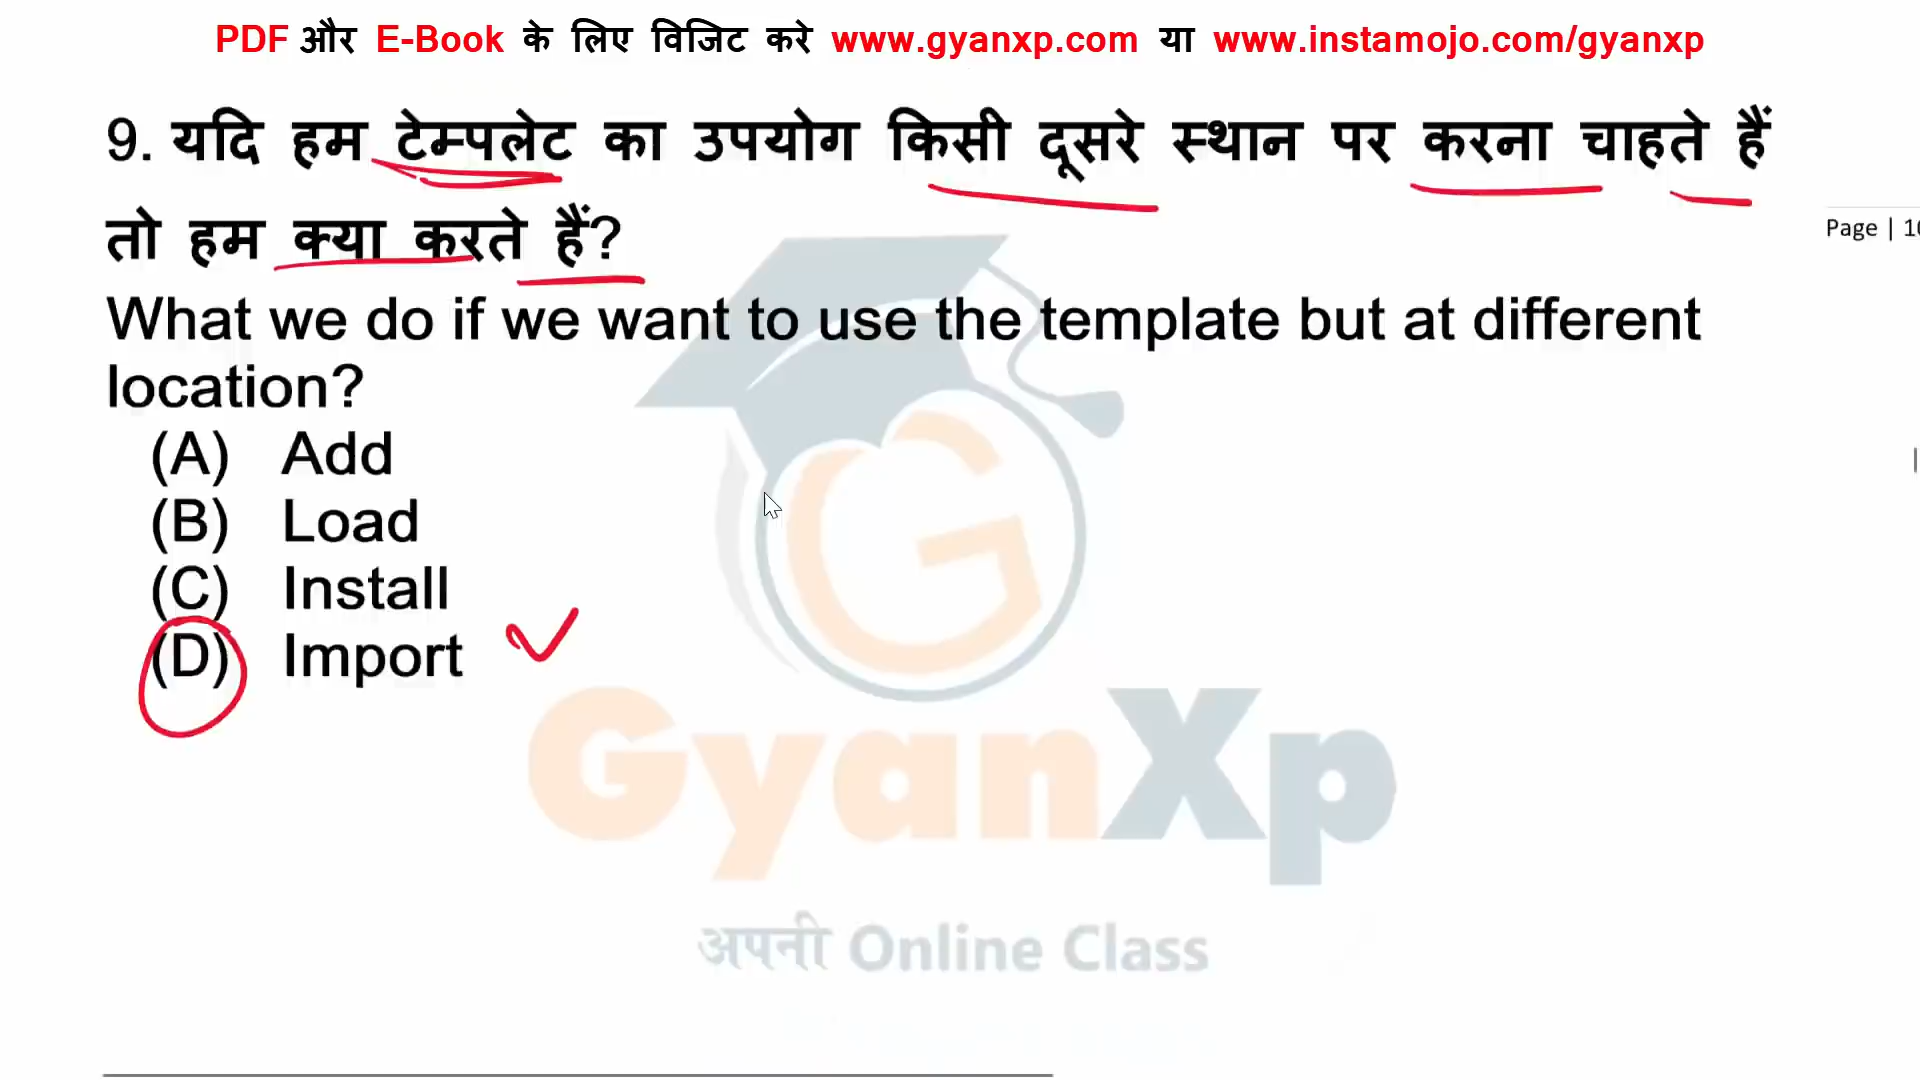 PDF और E-Book के लिए विजिट करे www.gyanxp.com या www.instamojo.com/gyanxp
9. यदि हम टेम्पलेट का उपयोग किसी दूसरे स्थान पर करना चाहते हैं
तो हम क्या करते हैं?
Page | 10
What we do if we want to use the template but at different
location?
(A) Add
(B) Load
(C) Install
(D) Import
GyanXp
अपनी Online Class